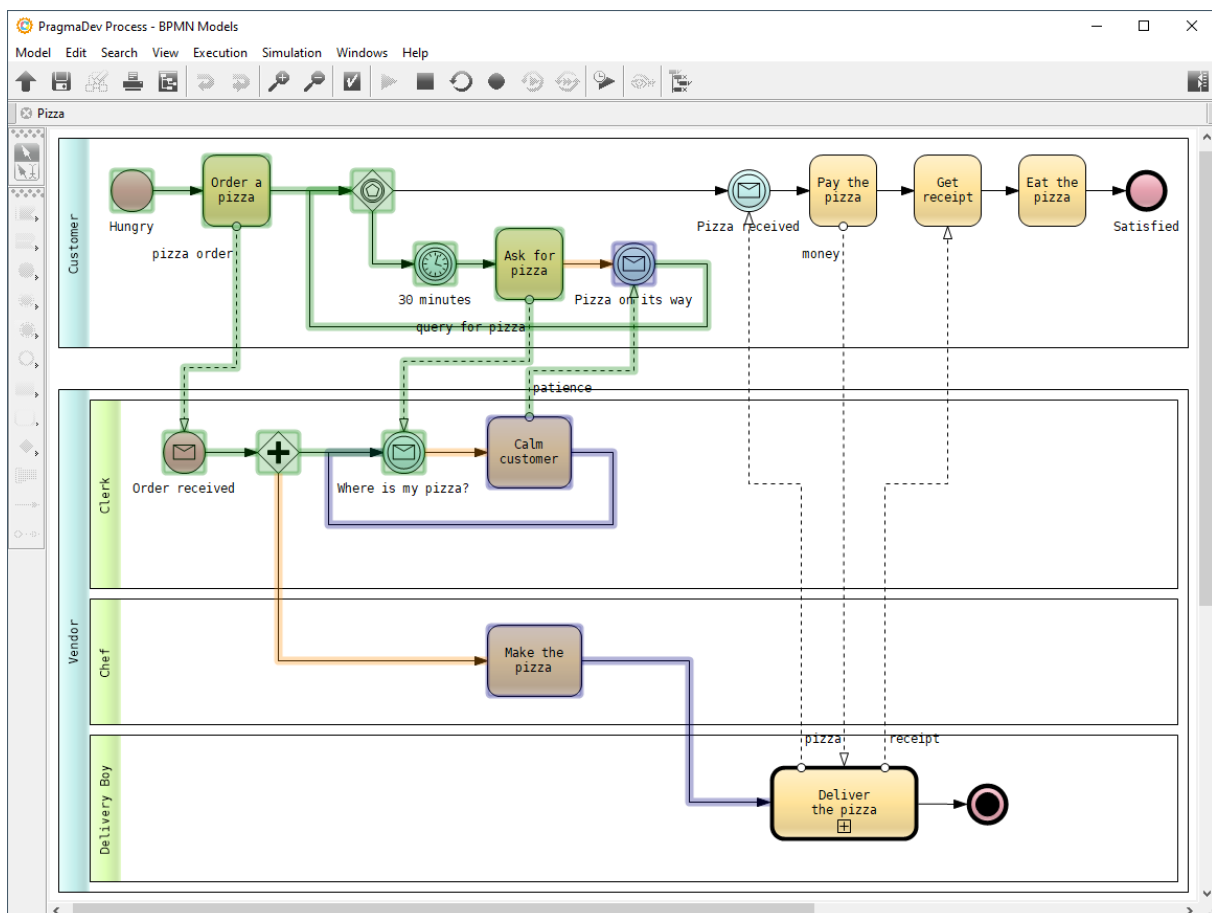 PragmaDev Process - BPMN Models
Model Edit Search View Execution Simulation Windows Help
Pizza
Customer
Hungry
Order a
pizza
pizza order
30 minutes
Ask for
pizza
query for pizza
Pizza on its way
patience
Pizza received
Pay the
pizza
money
Get
receipt
Eat the
pizza
Satisfied
Vendor
Clerk
Order received
Where is my pizza?
Calm
customer
Chef
Make the
pizza
Delivery Boy
pizza
receipt
Deliver
the pizza